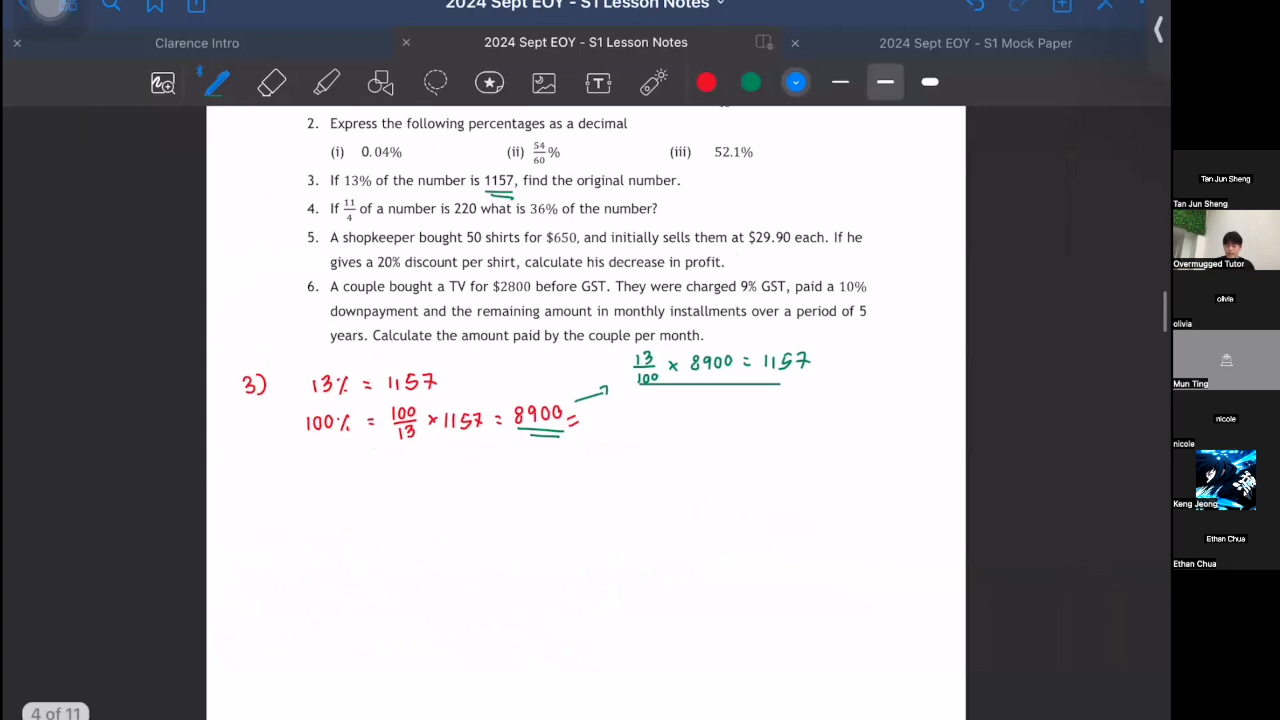 2024 Sept EOY - S1 Lesson Notes
Clarence Intro
2024 Sept EOY - S1 Lesson Notes
2024 Sept EOY - S1 Mock Paper
2. Express the following percentages as a decimal
(i) 0.04% (ii) 54/60% (iii) 52.1%
3. If 13% of the number is 1157, find the original number.
4. If 11/4 of a number is 220 what is 36% of the number?
5. A shopkeeper bought 50 shirts for $650, and initially sells them at $29.90 each. If he
gives a 20% discount per shirt, calculate his decrease in profit.
6. A couple bought a TV for $2800 before GST. They were charged 9% GST, paid a 10%
downpayment and the remaining amount in monthly installments over a period of 5
years. Calculate the amount paid by the couple per month.
13/100 × 8900 = 1157
3) 13% = 1157
100% = 100/13 × 1157 = 8900
4 of 11
Tan Jun Sheng
Tan Jun Sheng
Overmugged Tutor
olivia
olivia
Mun Ting
nicole
nicole
Keng Jeong
Ethan Chua
Ethan Chua